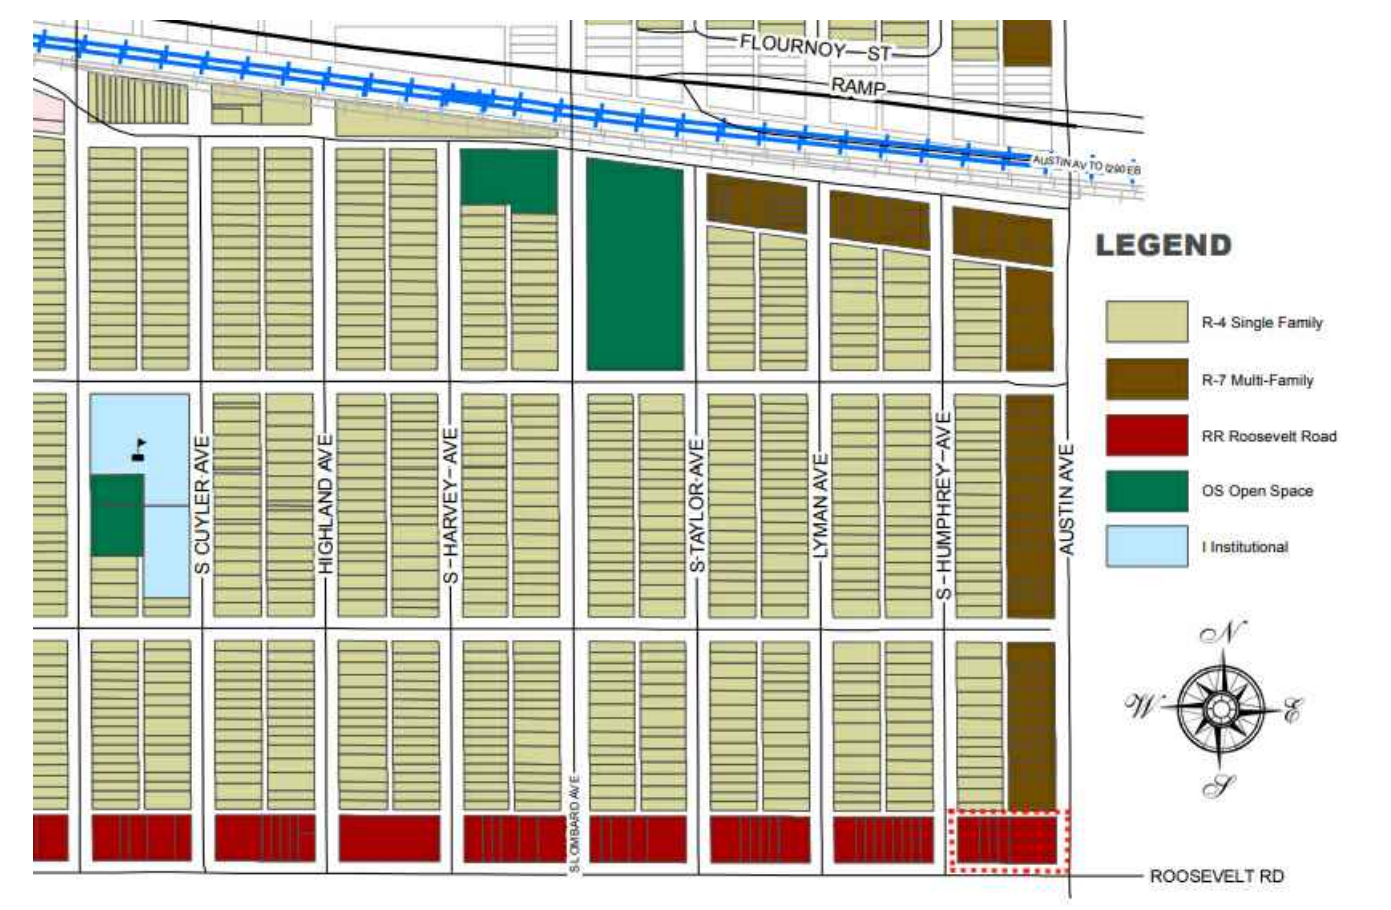 FLOURNOY ST
RAMP
AUSTIN AV TO I290 EB
LEGEND
R-4 Single Family
R-7 Multi-Family
RR Roosevelt Road
OS Open Space
I Institutional
S CUYLER AVE
HIGHLAND AVE
S HARVEY AVE
S TAYLOR AVE
LYMAN AVE
S HUMPHREY AVE
AUSTIN AVE
N
W
E
S
S LOMBARD AVE
ROOSEVELT RD